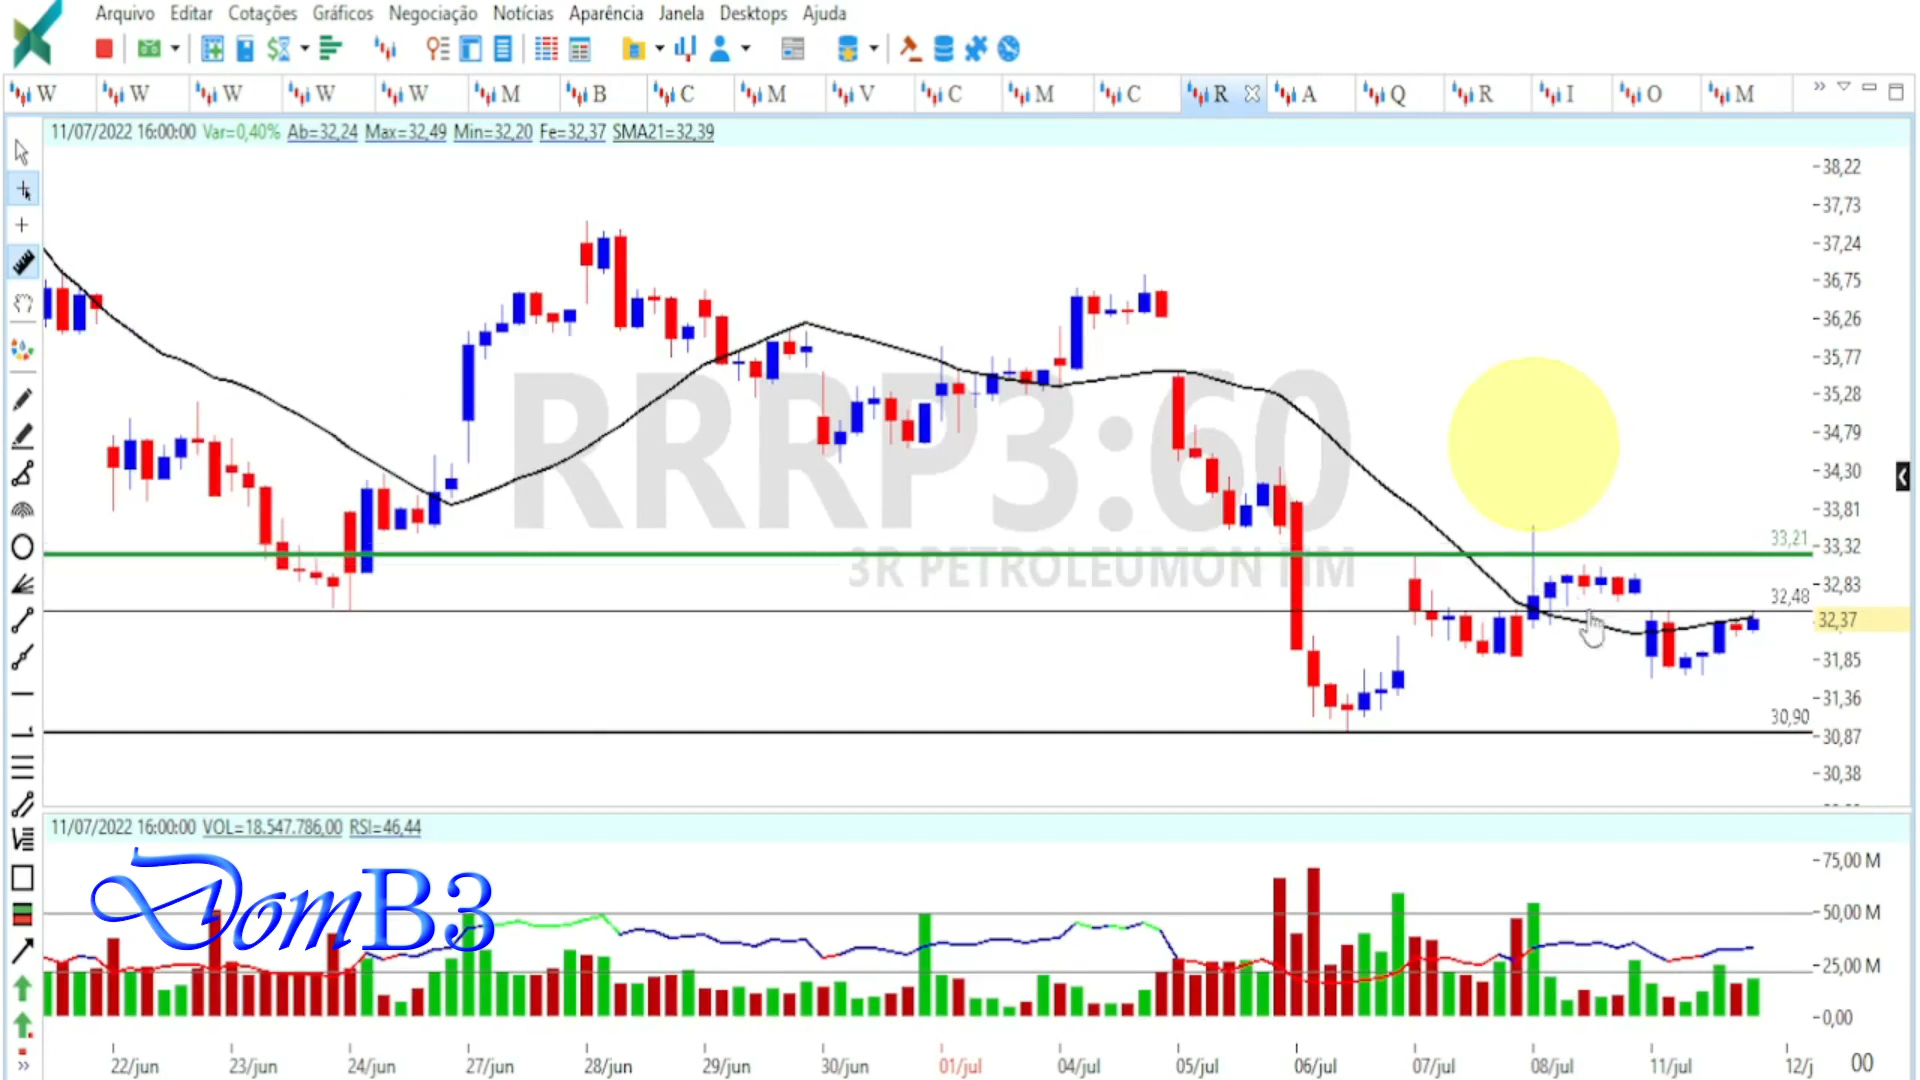 Arquivo Editar Cotações Gráficos Negociação Notícias Aparência Janela Desktops Ajuda
W W W W W M B C M V C M C R A Q R I O M
11/07/2022 16:00:00 Var=0,40% Ab=32,24 Max=32,49 Min=32,20 Fe=32,37 SMA21=32,39
38,22
37,73
37,24
36,75
36,26
35,77
35,28
34,79
34,30
33,81
33,21
33,32
32,83
32,48
32,37
31,85
31,36
30,90
30,87
30,38
RRRP3:60
3R PETROLEUMON NM
11/07/2022 16:00:00 VOL=18.547.786,00 RSI=46,44
DomB3
75,00 M
50,00 M
25,00 M
0,00
22/jun 23/jun 24/jun 27/jun 28/jun 29/jun 30/jun 01/jul 04/jul 05/jul 06/jul 07/jul 08/jul 11/jul 12/j 00